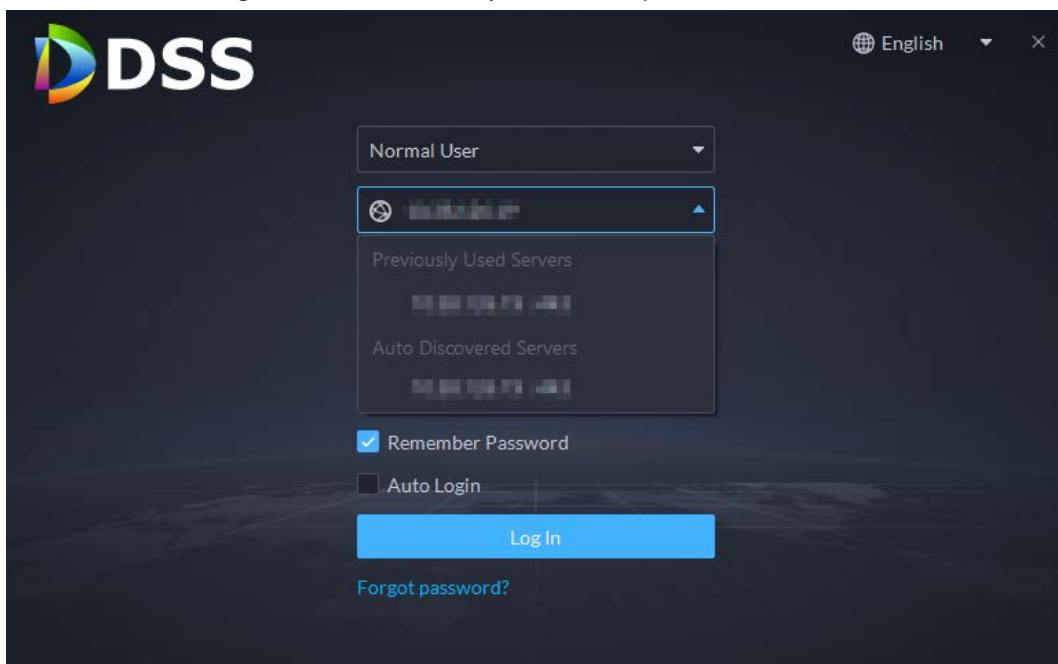 DSS
English
Normal User
Previously Used Servers
Auto Discovered Servers
Remember Password
Auto Login
Log In
Forgot password?